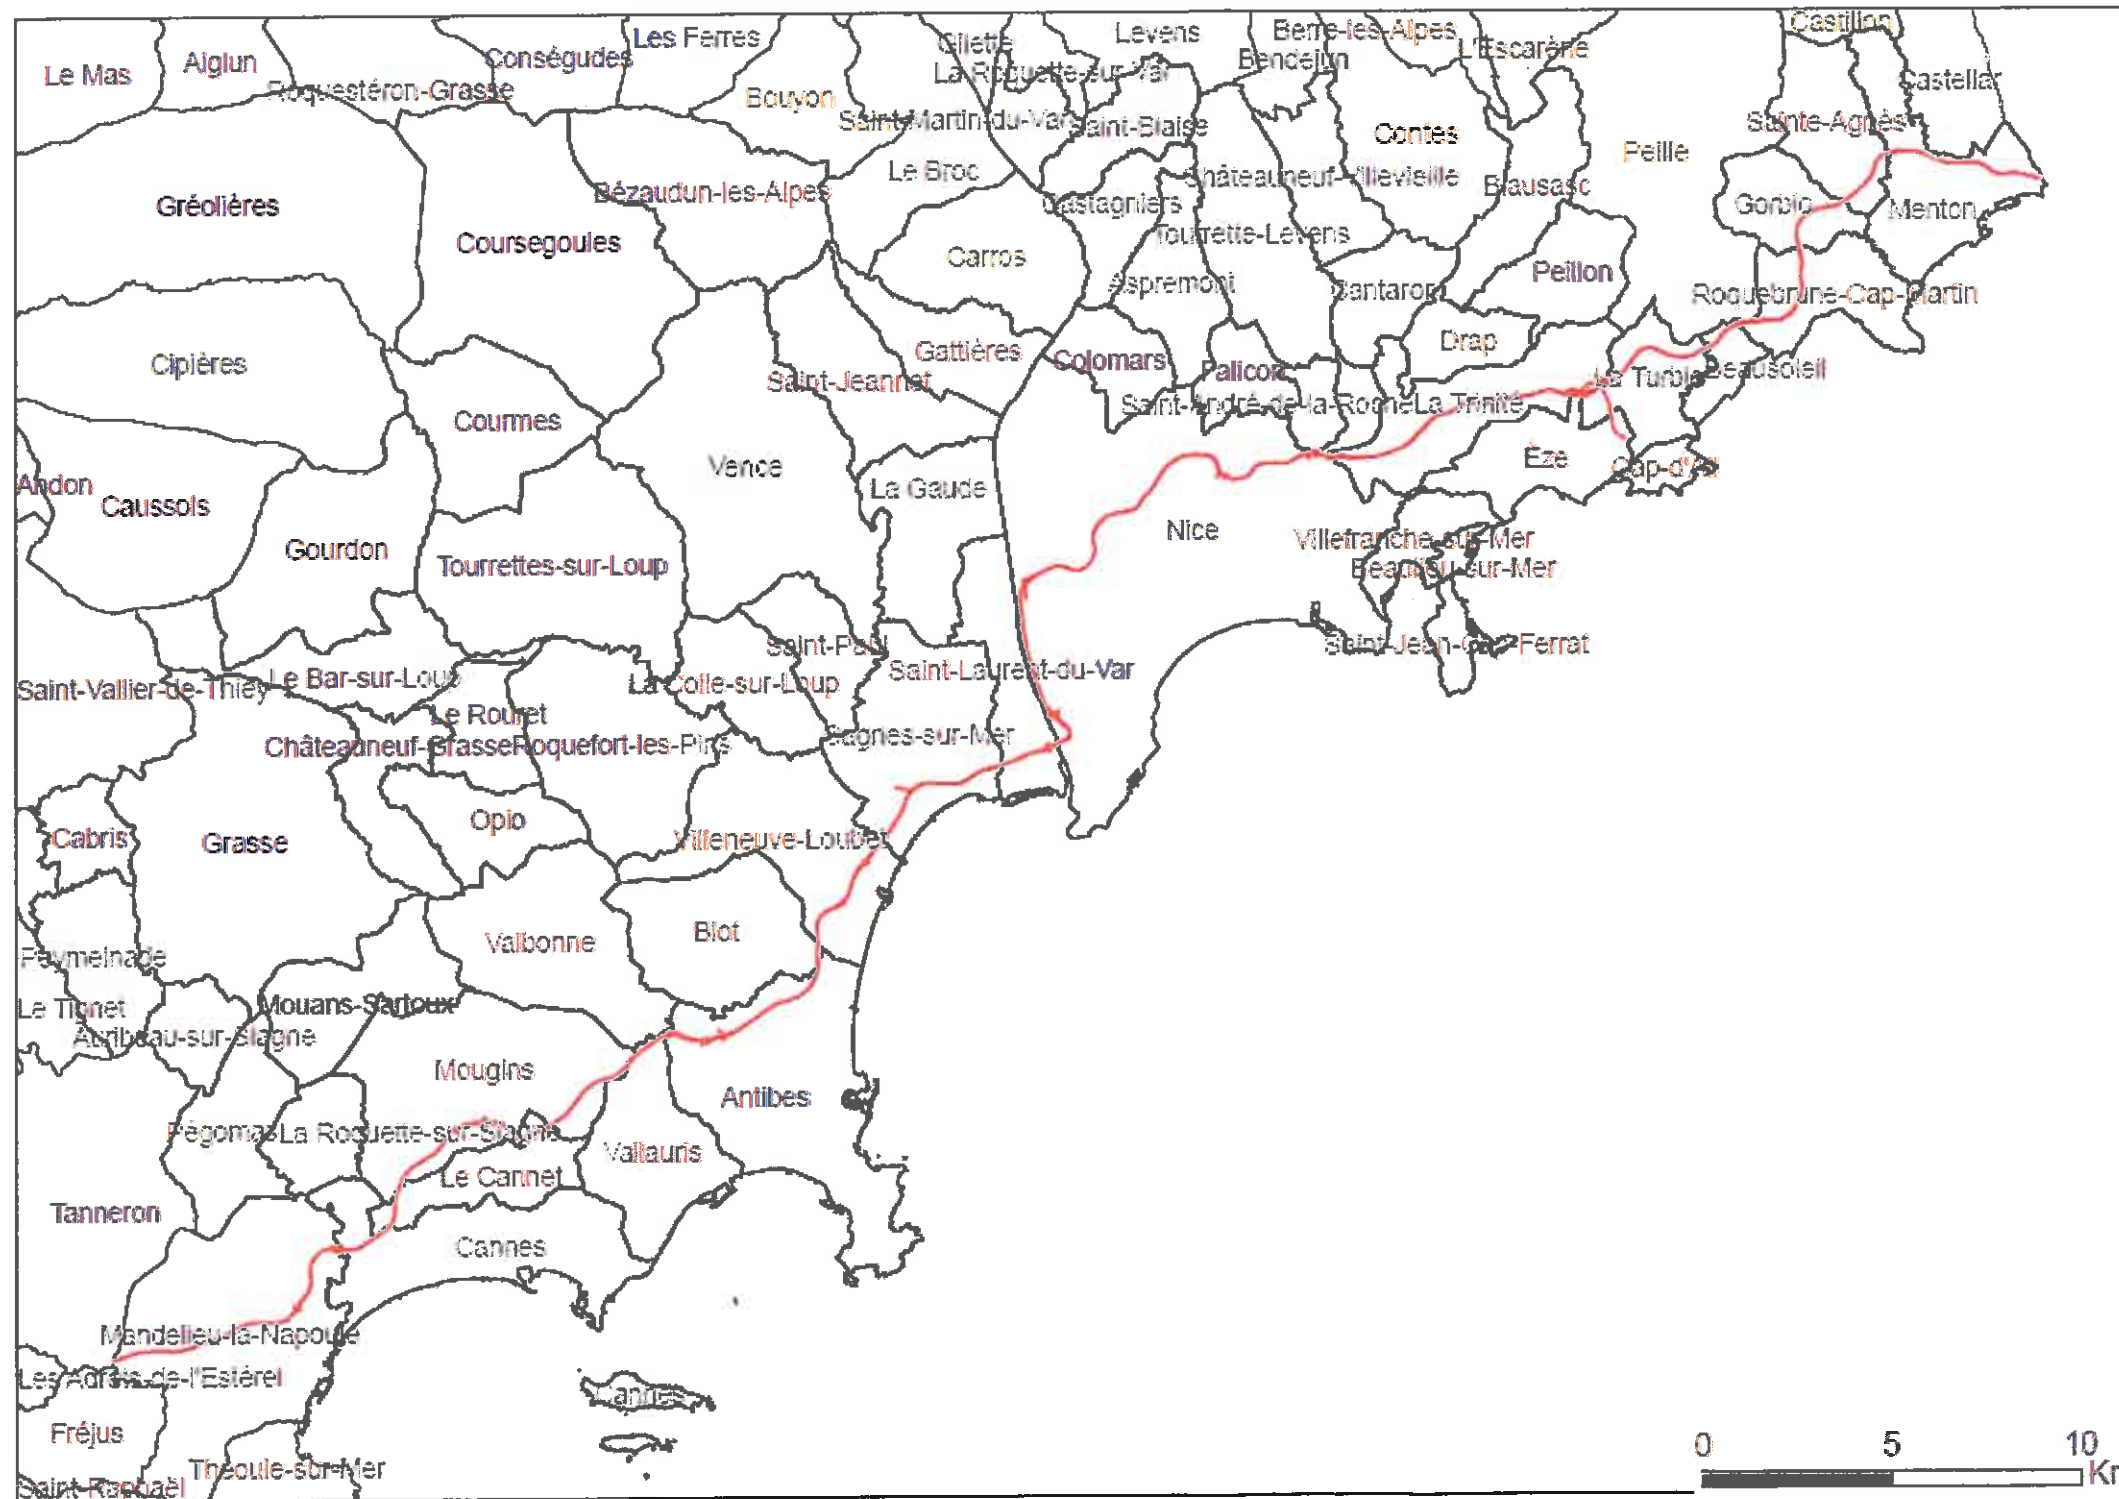 Le Mas
Aiglun
Roquestéron-Grasse
Conségudes
Les Ferres
Bouyon
Gilette
La Roquette-sur-Var
Levens
Bendejun
Berre-les-Alpes
L'Escarène
Castillon
Castellar
Saint-Martin-du-Var
Saint-Blaise
Contes
Peille
Sainte-Agnès
Gréolières
Bézaudun-les-Alpes
Le Broc
Castagniers
Châteauneuf-Villevieille
Blausasc
Gorbio
Menton
Coursegoules
Carros
Tourrette-Levens
Aspremont
Cantaron
Peillon
Roquebrune-Cap-Martin
Cipières
Saint-Jeannet
Gattières
Colomars
Falicon
Drap
La Turbie
Beausoleil
Courmes
Saint-André-de-la-Roche
La Trinité
Andon
Caussols
Vence
La Gaude
Èze
Cap-d'Ail
Gourdon
Tourrettes-sur-Loup
Nice
Villefranche-sur-Mer
Beaulieu-sur-Mer
Saint-Paul
Saint-Jean-Cap-Ferrat
Saint-Vallier-de-Thiey
Le Bar-sur-Loup
La Colle-sur-Loup
Saint-Laurent-du-Var
Le Rouret
Châteauneuf-Grasse
Roquefort-les-Pins
Cagnes-sur-Mer
Cabris
Grasse
Opio
Villeneuve-Loubet
Peymeinade
Valbonne
Biot
Le Tignet
Auribeau-sur-Siagne
Mouans-Sartoux
Mougins
Antibes
Pégomas
La Roquette-sur-Siagne
Le Cannet
Vallauris
Tanneron
Cannes
Mandelieu-la-Napoule
Les Adrets-de-l'Estérel
Cannes
Fréjus
Saint-Raphaël
Théoule-sur-Mer
0 5 10